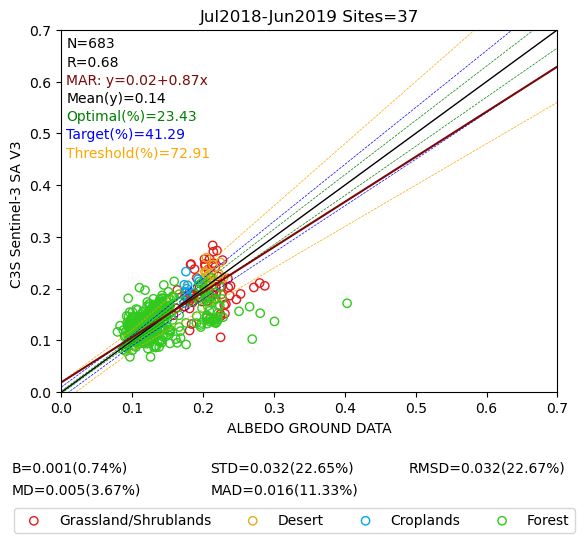 Jul2018-Jun2019 Sites=37
N=683
R=0.68
MAR: y=0.02+0.87x
Mean(y)=0.14
Optimal(%)=23.43
Target(%)=41.29
Threshold(%)=72.91
C3S Sentinel-3 SA V3
0.7
0.6
0.5
0.4
0.3
0.2
0.1
0.0
0.0 0.1 0.2 0.3 0.4 0.5 0.6 0.7
ALBEDO GROUND DATA
B=0.001(0.74%) STD=0.032(22.65%) RMSD=0.032(22.67%)
MD=0.005(3.67%) MAD=0.016(11.33%)
Grassland/Shrublands Desert Croplands Forest